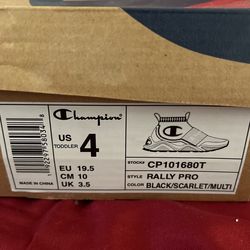 Champion
US
TODDLER
4
EU 19.5
CM 10
UK 3.5
STOCK# CP101680T
STYLE RALLY PRO
COLOR BLACK/SCARLET/MULTI
MADE IN CHINA